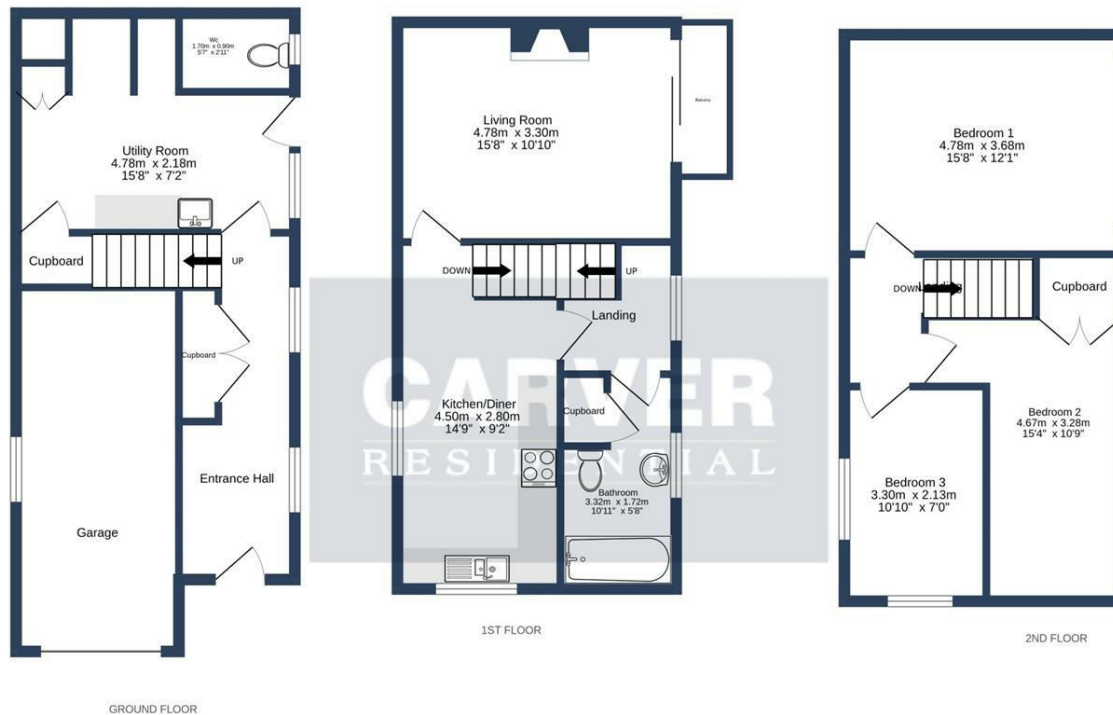 Wc
1.70m x 0.90m
5'7" x 2'11"
Utility Room
4.78m x 2.18m
15'8" x 7'2"
Cupboard
UP
Cupboard
Entrance Hall
Garage
GROUND FLOOR
Living Room
4.78m x 3.30m
15'8" x 10'10"
Balcony
DOWN
UP
Landing
Kitchen/Diner
4.50m x 2.80m
14'9" x 9'2"
Cupboard
Bathroom
3.32m x 1.72m
10'11" x 5'8"
CARVER
RESIDENTIAL
1ST FLOOR
Bedroom 1
4.78m x 3.68m
15'8" x 12'1"
DOWN
Landing
Cupboard
Bedroom 2
4.67m x 3.28m
15'4" x 10'9"
Bedroom 3
3.30m x 2.13m
10'10" x 7'0"
2ND FLOOR